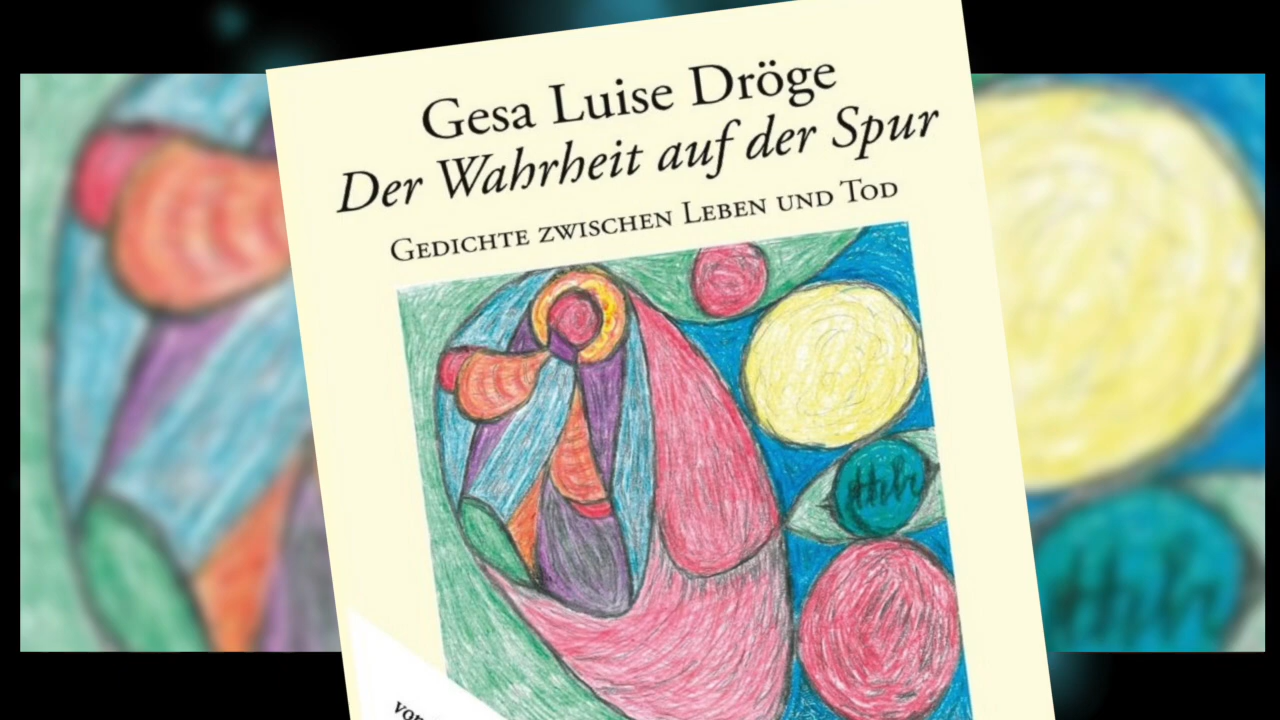 Gesa Luise Dröge
Der Wahrheit auf der Spur
Gedichte zwischen Leben und Tod